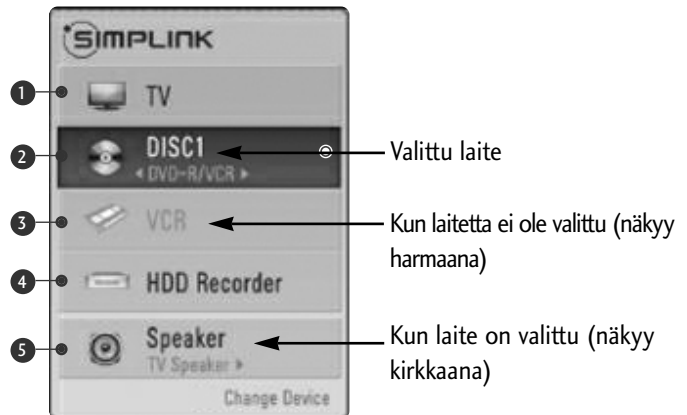 SIMPLINK
1 TV
2 DISC1 Valittu laite
◂ DVD-R/VCR ▸
3 VCR Kun laitetta ei ole valittu (näkyy
harmaana)
4 HDD Recorder
5 Speaker Kun laite on valittu (näkyy
kirkkaana)
TV Speaker ▸
Change Device